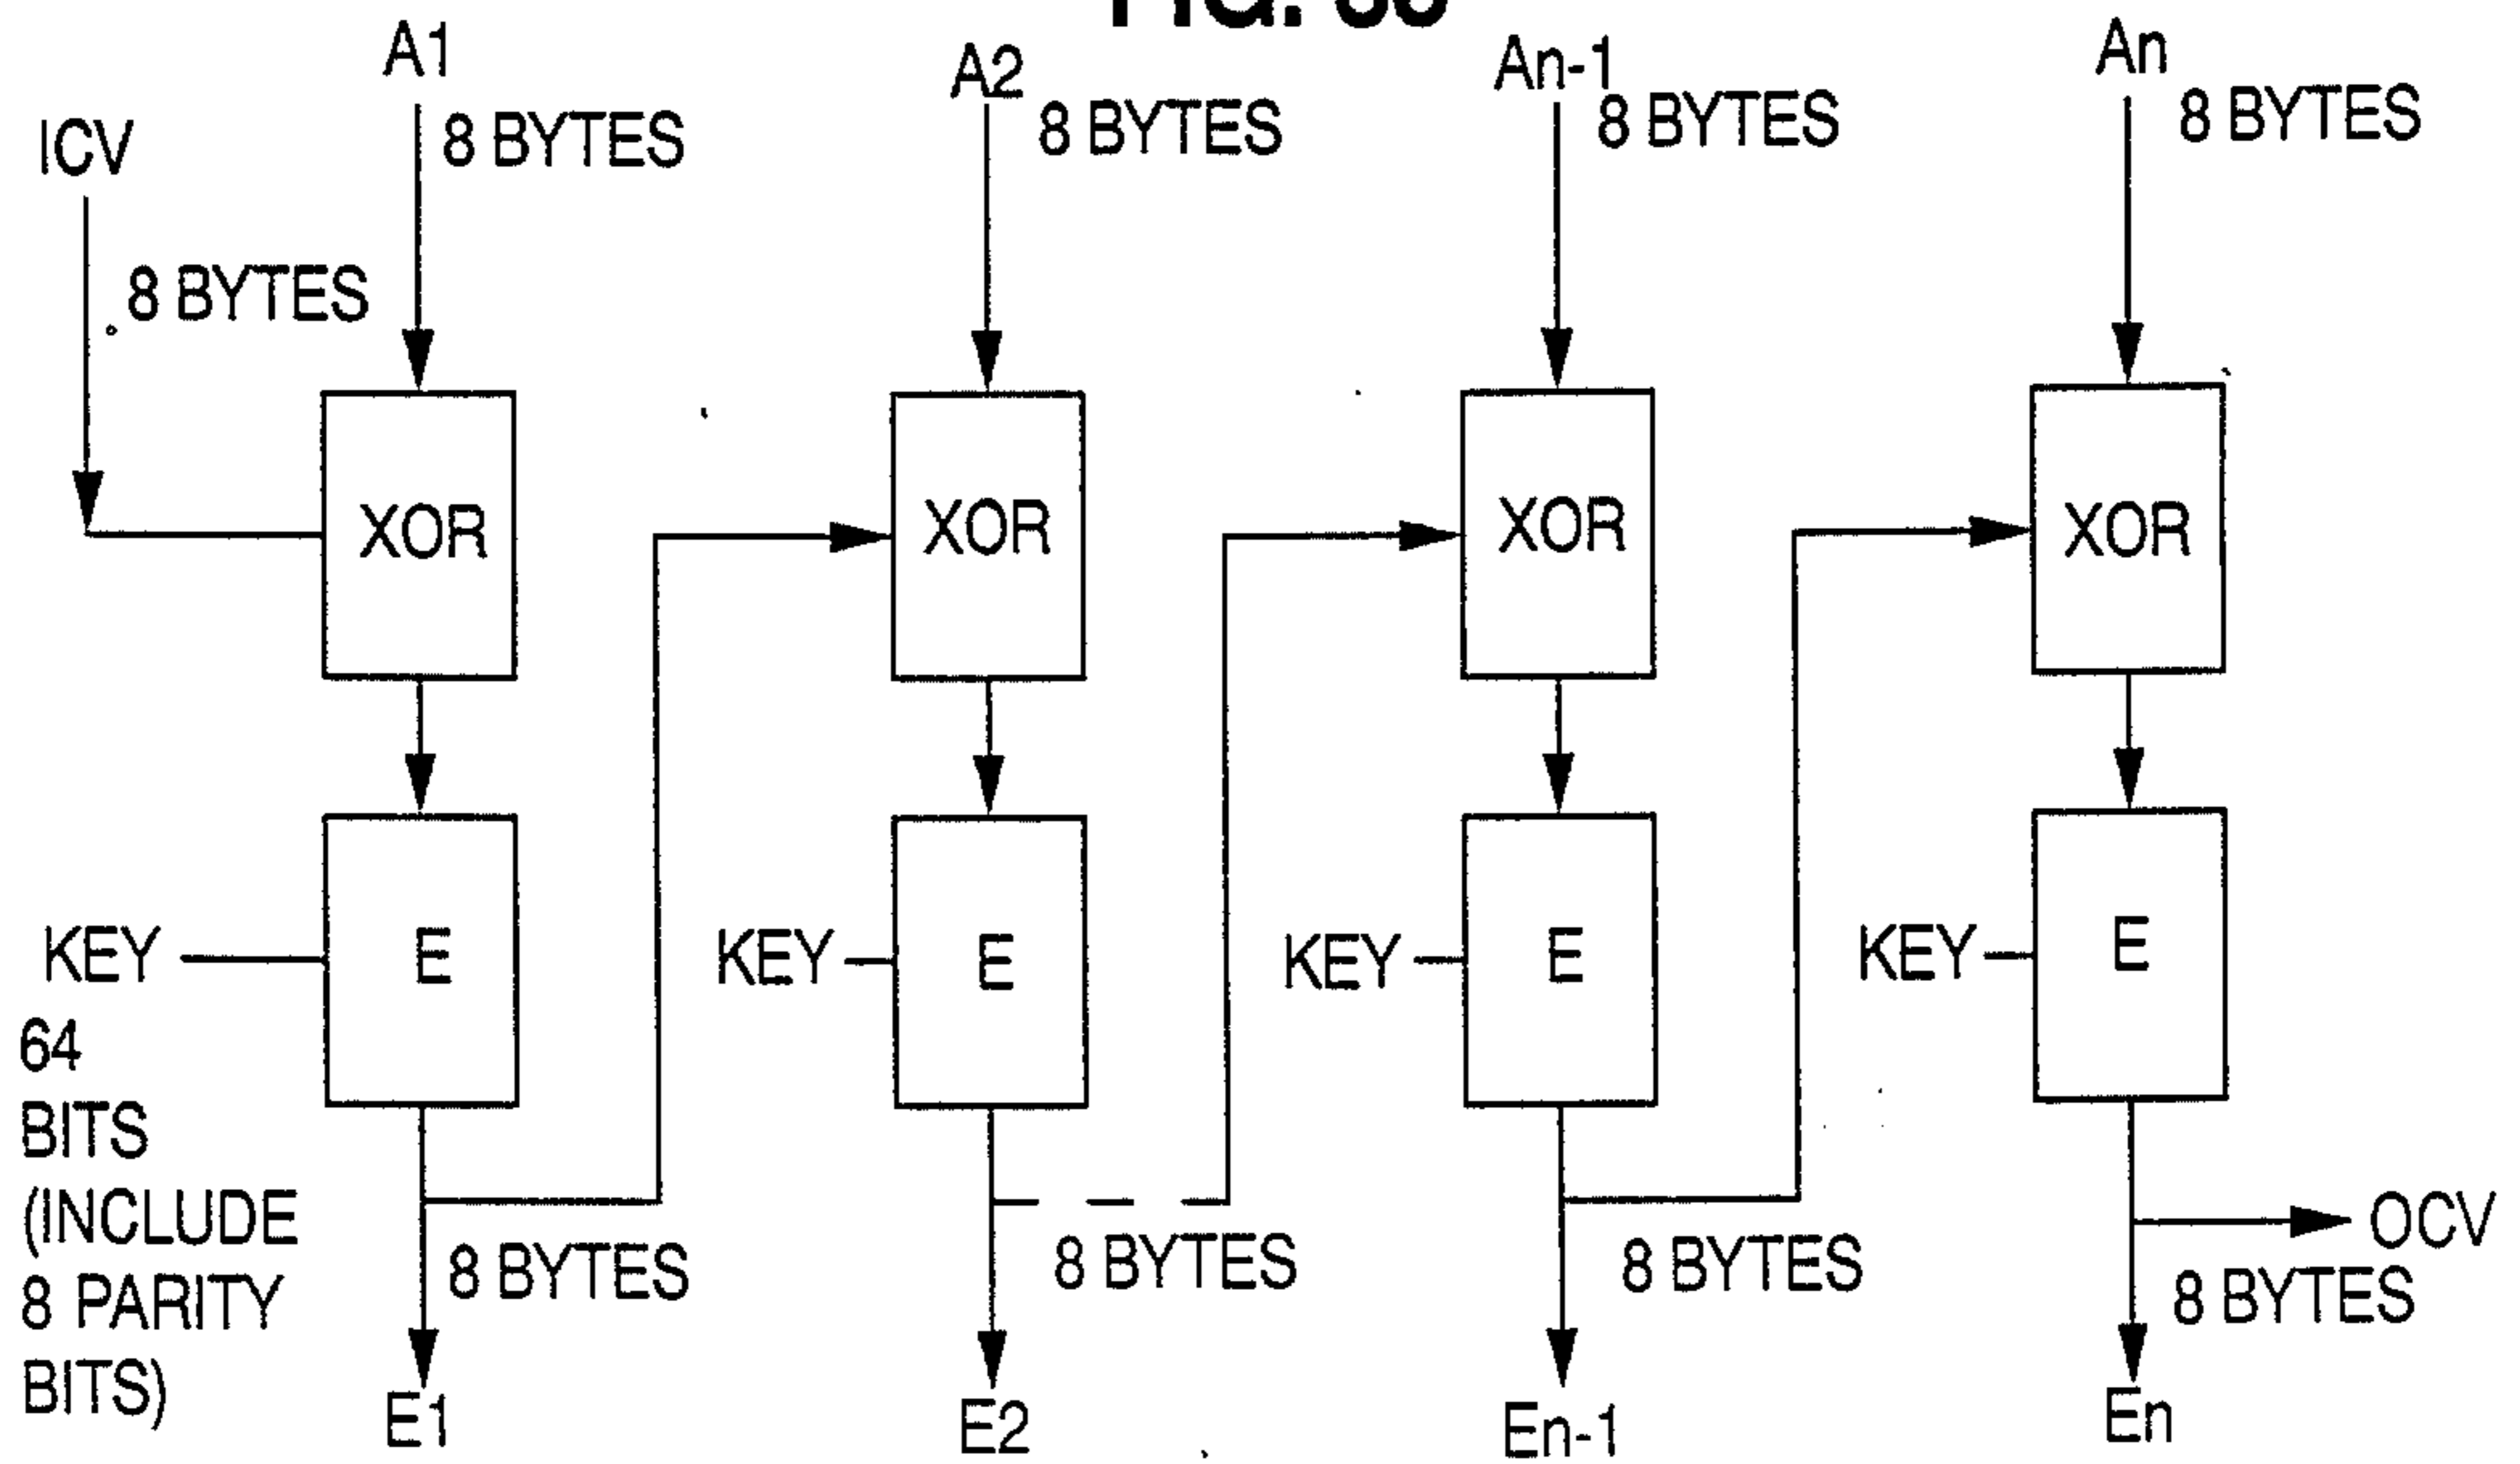 FIG.
A1
A2
An-1
An
ICV
8 BYTES
8 BYTES
8 BYTES
8 BYTES
8 BYTES
XOR
XOR
XOR
XOR
KEY
E
KEY
E
KEY
E
KEY
E
64
BITS
(INCLUDE
8 PARITY
BITS)
8 BYTES
8 BYTES
8 BYTES
OCV
8 BYTES
E1
E2
En-1
En